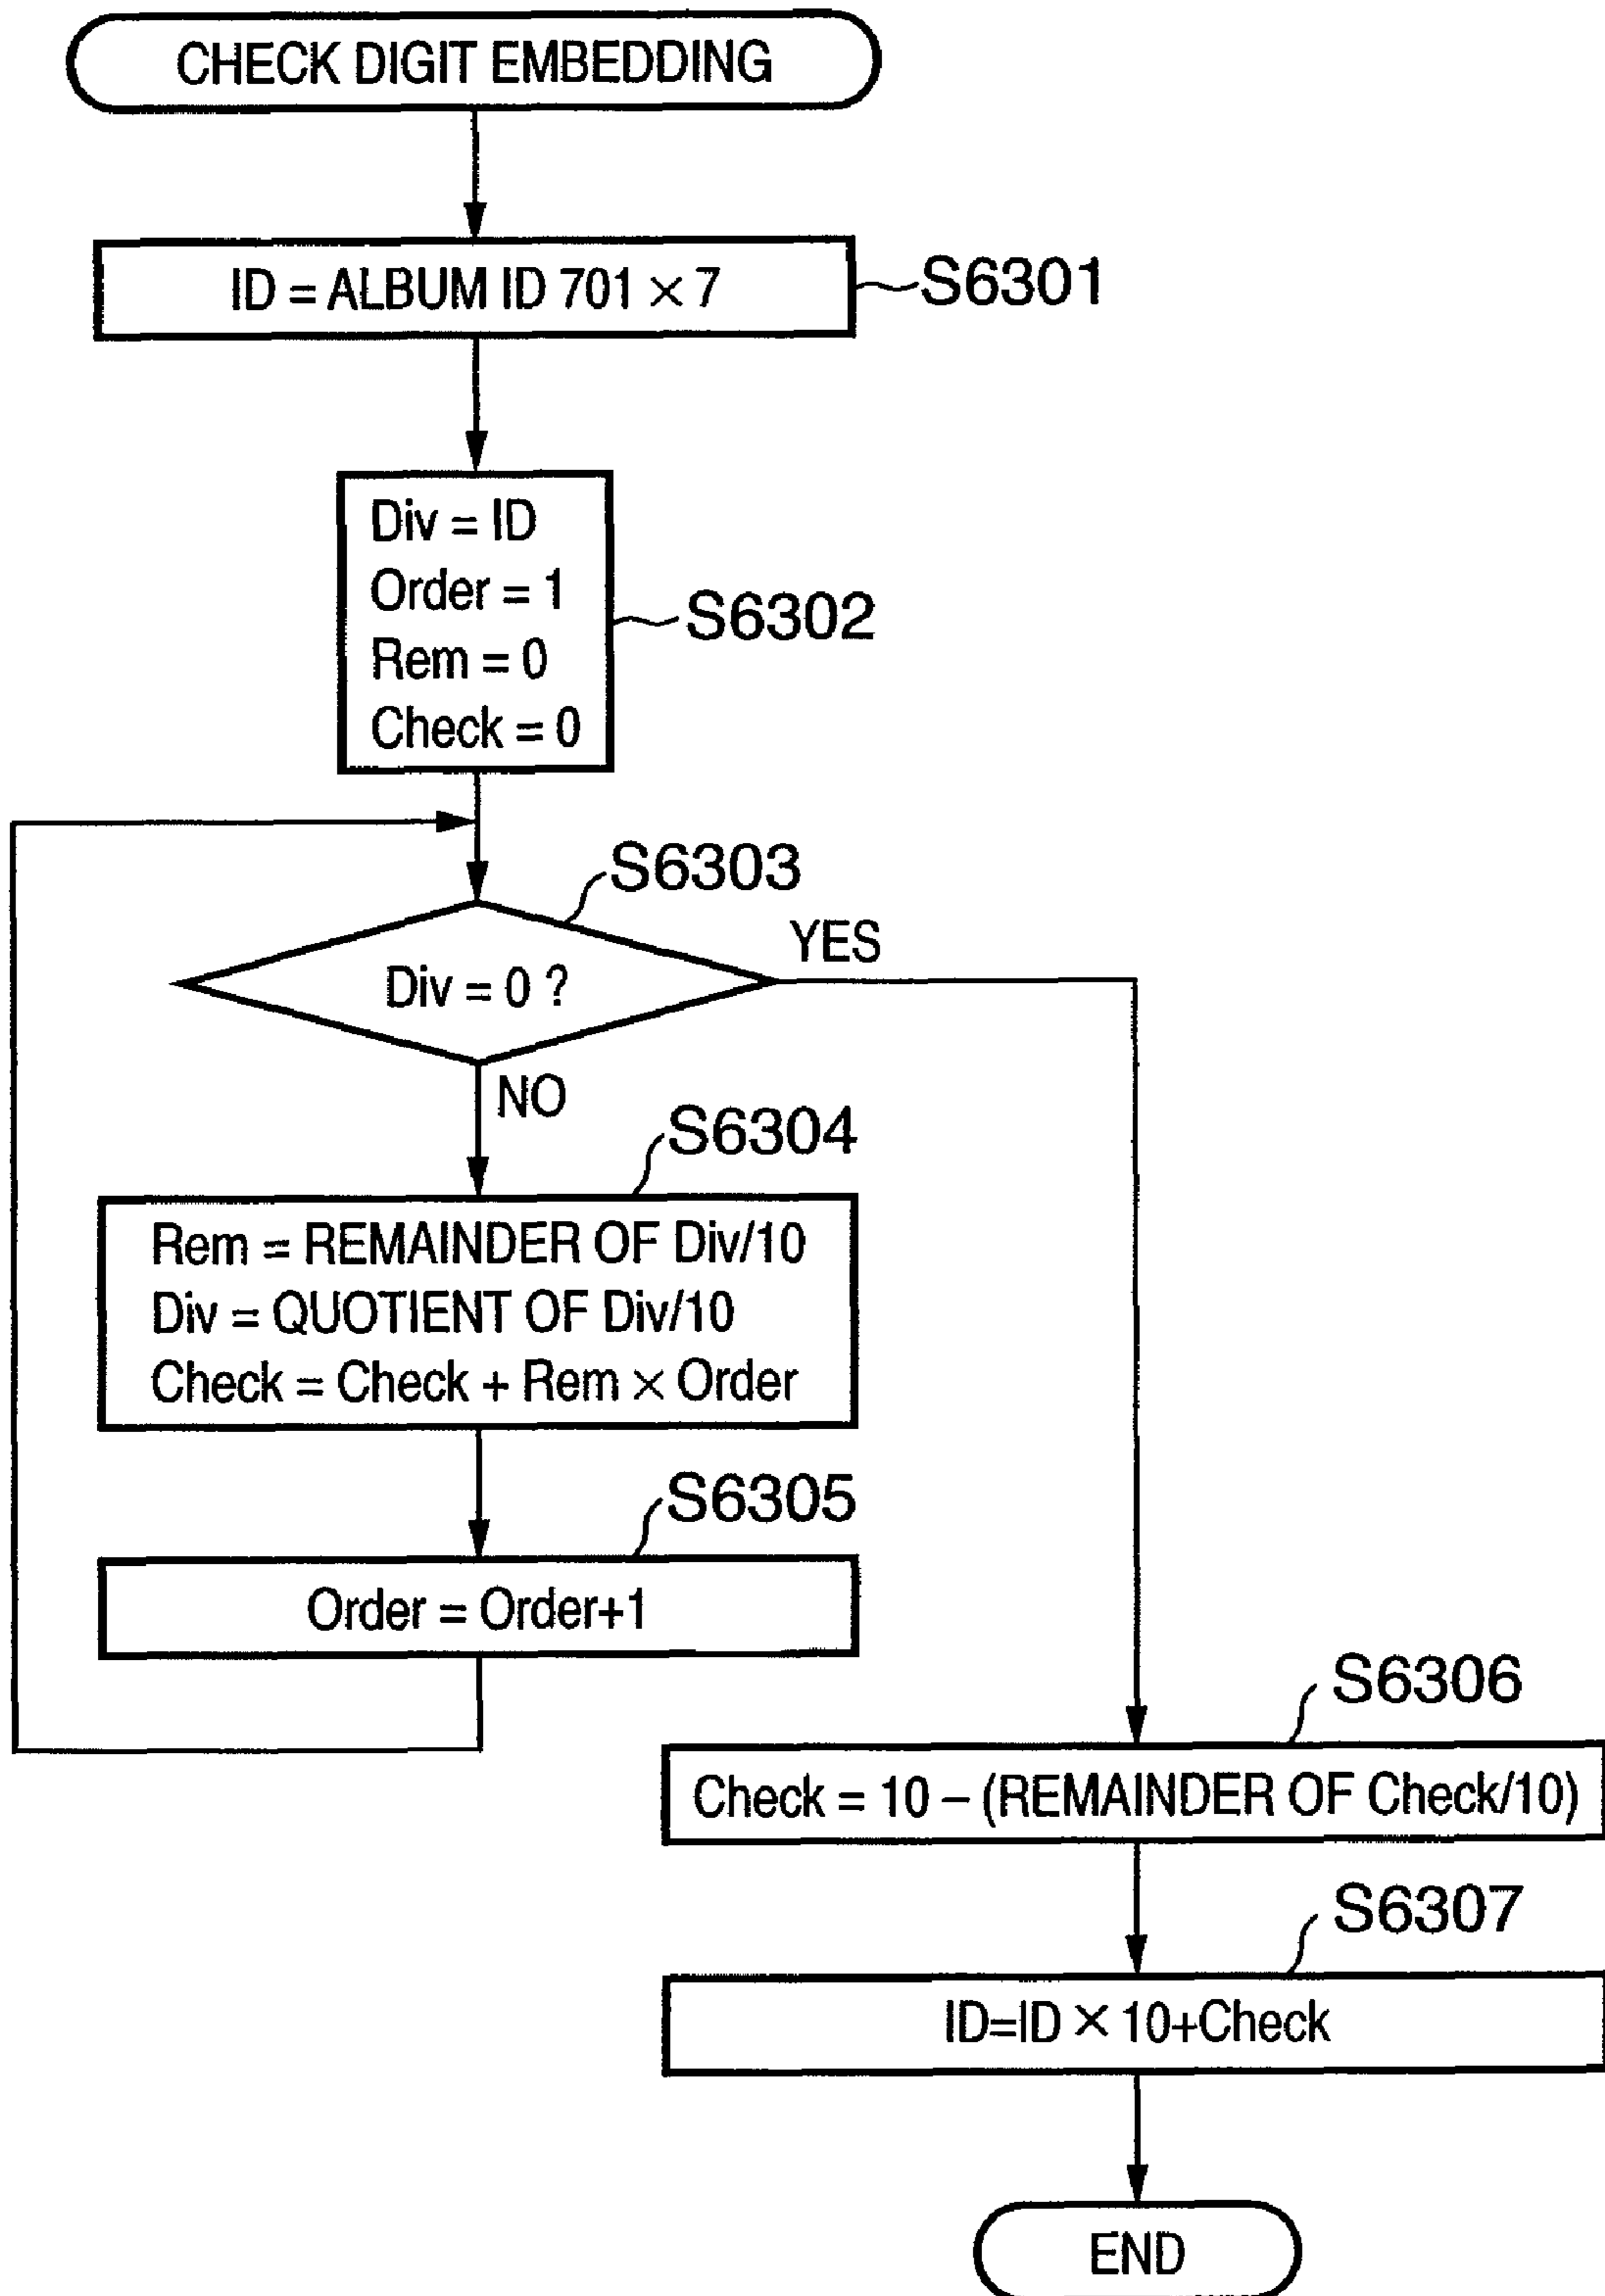 CHECK DIGIT EMBEDDING
ID = ALBUM ID 701 × 7
S6301
Div = ID
Order = 1
Rem = 0
Check = 0
S6302
S6303
Div = 0 ?
YES
NO
S6304
Rem = REMAINDER OF Div/10
Div = QUOTIENT OF Div/10
Check = Check + Rem × Order
S6305
Order = Order+1
S6306
Check = 10 – (REMAINDER OF Check/10)
S6307
ID=ID × 10+Check
END